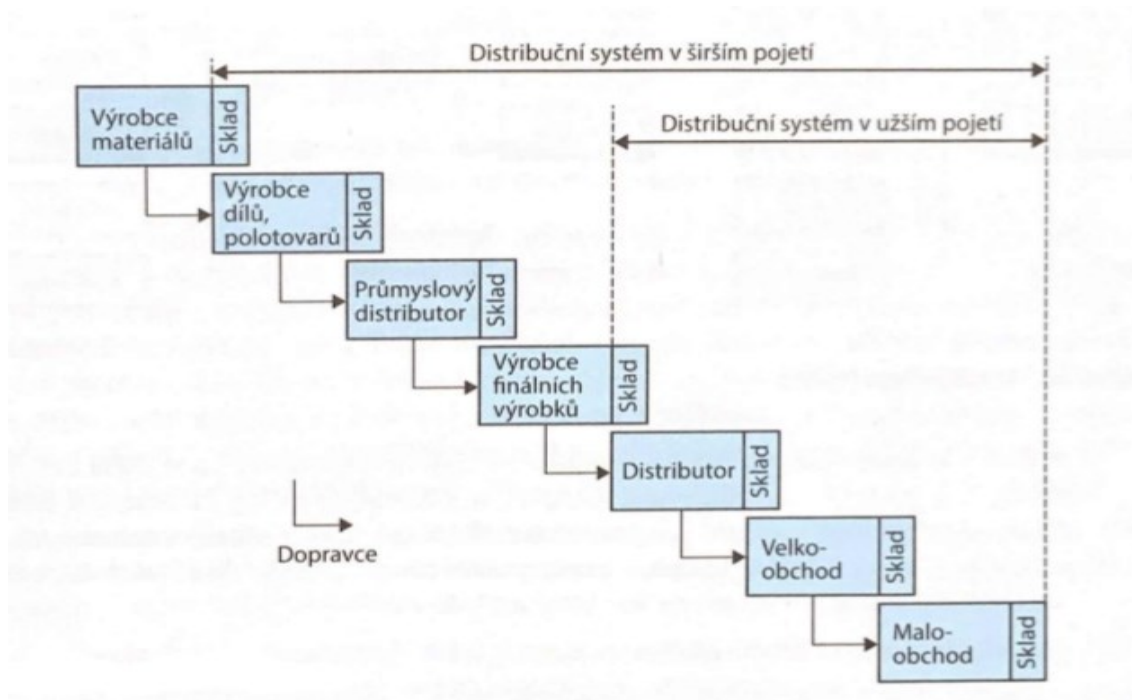 Distribuční systém v širším pojetí
Distribuční systém v užším pojetí
Výrobce
materiálů
Sklad
Výrobce
dílů,
polotovarů
Sklad
Průmyslový
distributor
Sklad
Výrobce
finálních
výrobků
Sklad
Distributor
Sklad
Dopravce
Velko-
obchod
Sklad
Malo-
obchod
Sklad